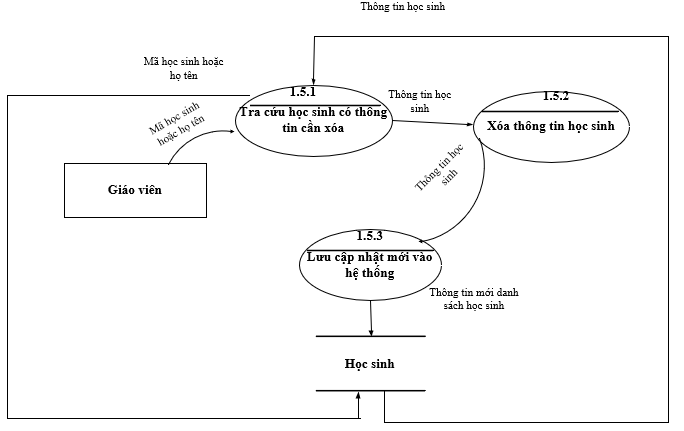 Thông tin học sinh
Mã học sinh hoặc
họ tên
1.5.1
Tra cứu học sinh có thông
tin cần xóa
Thông tin học
sinh
1.5.2
Xóa thông tin học sinh
Mã học sinh
hoặc họ tên
Giáo viên
Thông tin học
sinh
1.5.3
Lưu cập nhật mới vào
hệ thống
Thông tin mới danh
sách học sinh
Học sinh